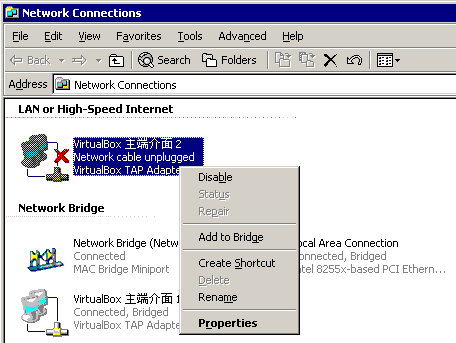 Network Connections
File Edit View Favorites Tools Advanced Help
Back Search Folders
Address Network Connections
LAN or High-Speed Internet
VirtualBox 主端介面 2
Network cable unplugged
VirtualBox TAP Adapte
Disable
Status
Repair
Add to Bridge
Create Shortcut
Delete
Rename
Properties
Network Bridge
Network Bridge (Netw
Connected
MAC Bridge Miniport
ocal Area Connection
onnected, Bridged
ntel 8255x-based PCI Ethern...
VirtualBox 主端介面 1
Connected, Bridged
VirtualBox TAP Adapte